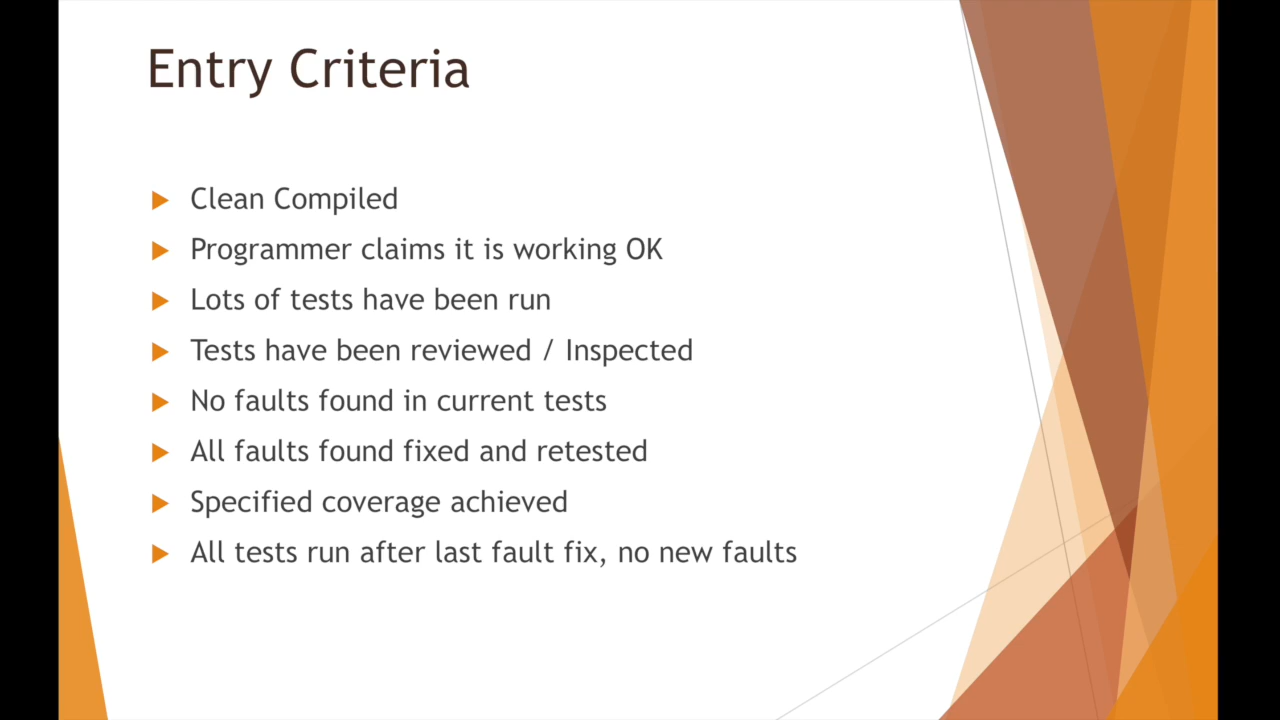 Entry Criteria
Clean Compiled
Programmer claims it is working OK
Lots of tests have been run
Tests have been reviewed / Inspected
No faults found in current tests
All faults found fixed and retested
Specified coverage achieved
All tests run after last fault fix, no new faults